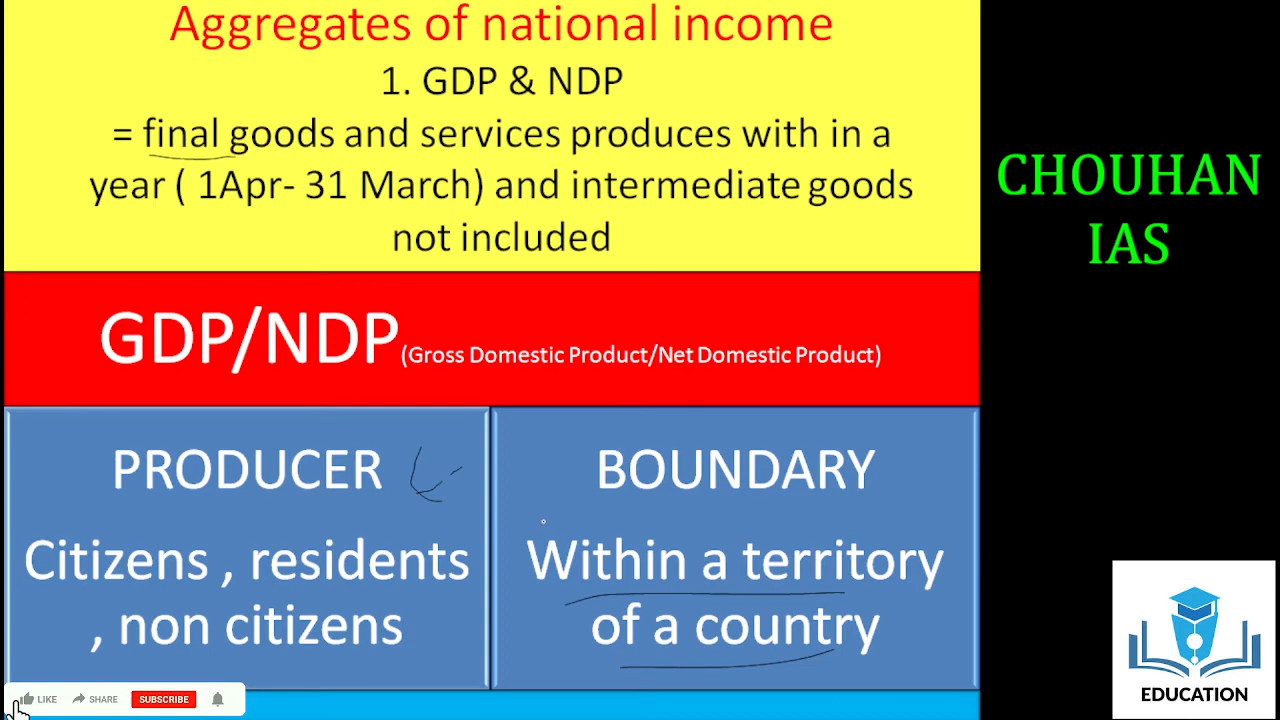 Aggregates of national income
1. GDP & NDP
= final goods and services produces with in a
year ( 1Apr- 31 March) and intermediate goods
not included
CHOUHAN
IAS
GDP/NDP(Gross Domestic Product/Net Domestic Product)
PRODUCER
Citizens , residents
, non citizens
BOUNDARY
Within a territory
of a country
LIKE SHARE SUBSCRIBE
EDUCATION